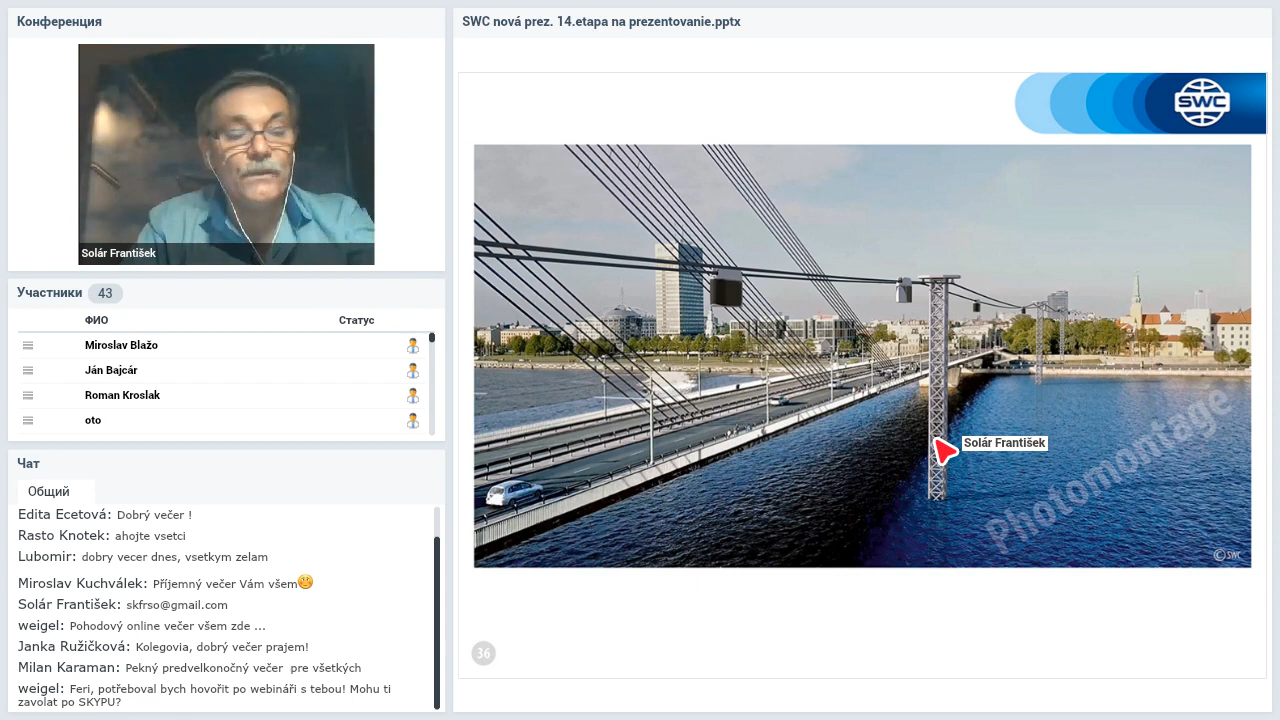 Конференция
Solár František
Участники 43
ФИО Статус
Miroslav Blažo
Ján Bajcár
Roman Kroslak
oto
Чат
Общий
Edita Ecetová: Dobrý večer !
Rasto Knotek: ahojte vsetci
Lubomir: dobry vecer dnes, vsetkym zelam
Miroslav Kuchválek: Příjemný večer Vám všem
Solár František: skfrso@gmail.com
weigel: Pohodový online večer všem zde ...
Janka Ružičková: Kolegovia, dobrý večer prajem!
Milan Karaman: Pekný predvelkonočný večer pre všetkých
weigel: Feri, potřeboval bych hovořit po webináři s tebou! Mohu ti
zavolat po SKYPU?
SWC nová prez. 14.etapa na prezentovanie.pptx
SWC
Solár František
Photomontage
© SWC
36